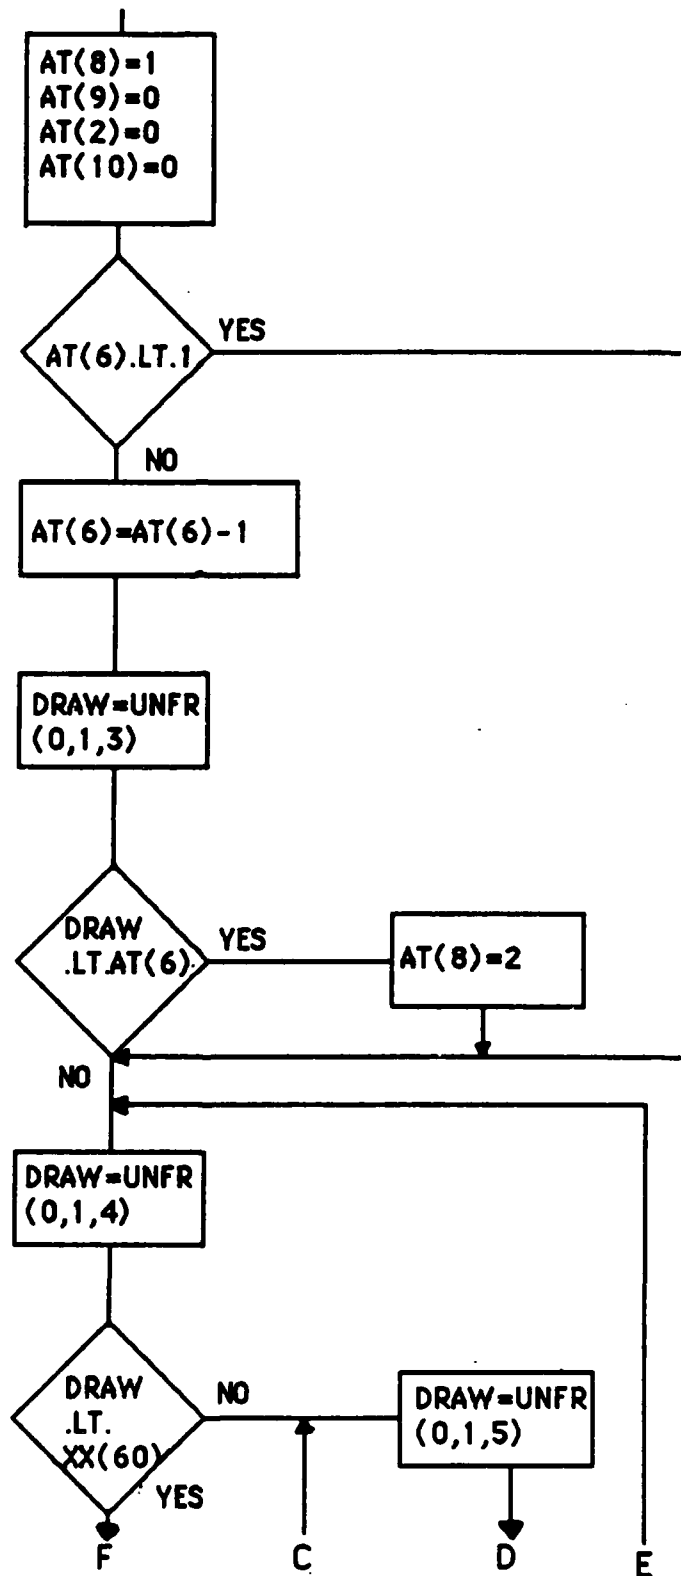 AT(8)=1
AT(9)=0
AT(2)=0
AT(10)=0
AT(6).LT.1
YES
NO
AT(6)=AT(6)-1
DRAW=UNFR
(0,1,3)
DRAW
.LT.AT(6)
YES
AT(8)=2
NO
DRAW=UNFR
(0,1,4)
DRAW
.LT.
XX(60)
NO
YES
DRAW=UNFR
(0,1,5)
F
C
D
E